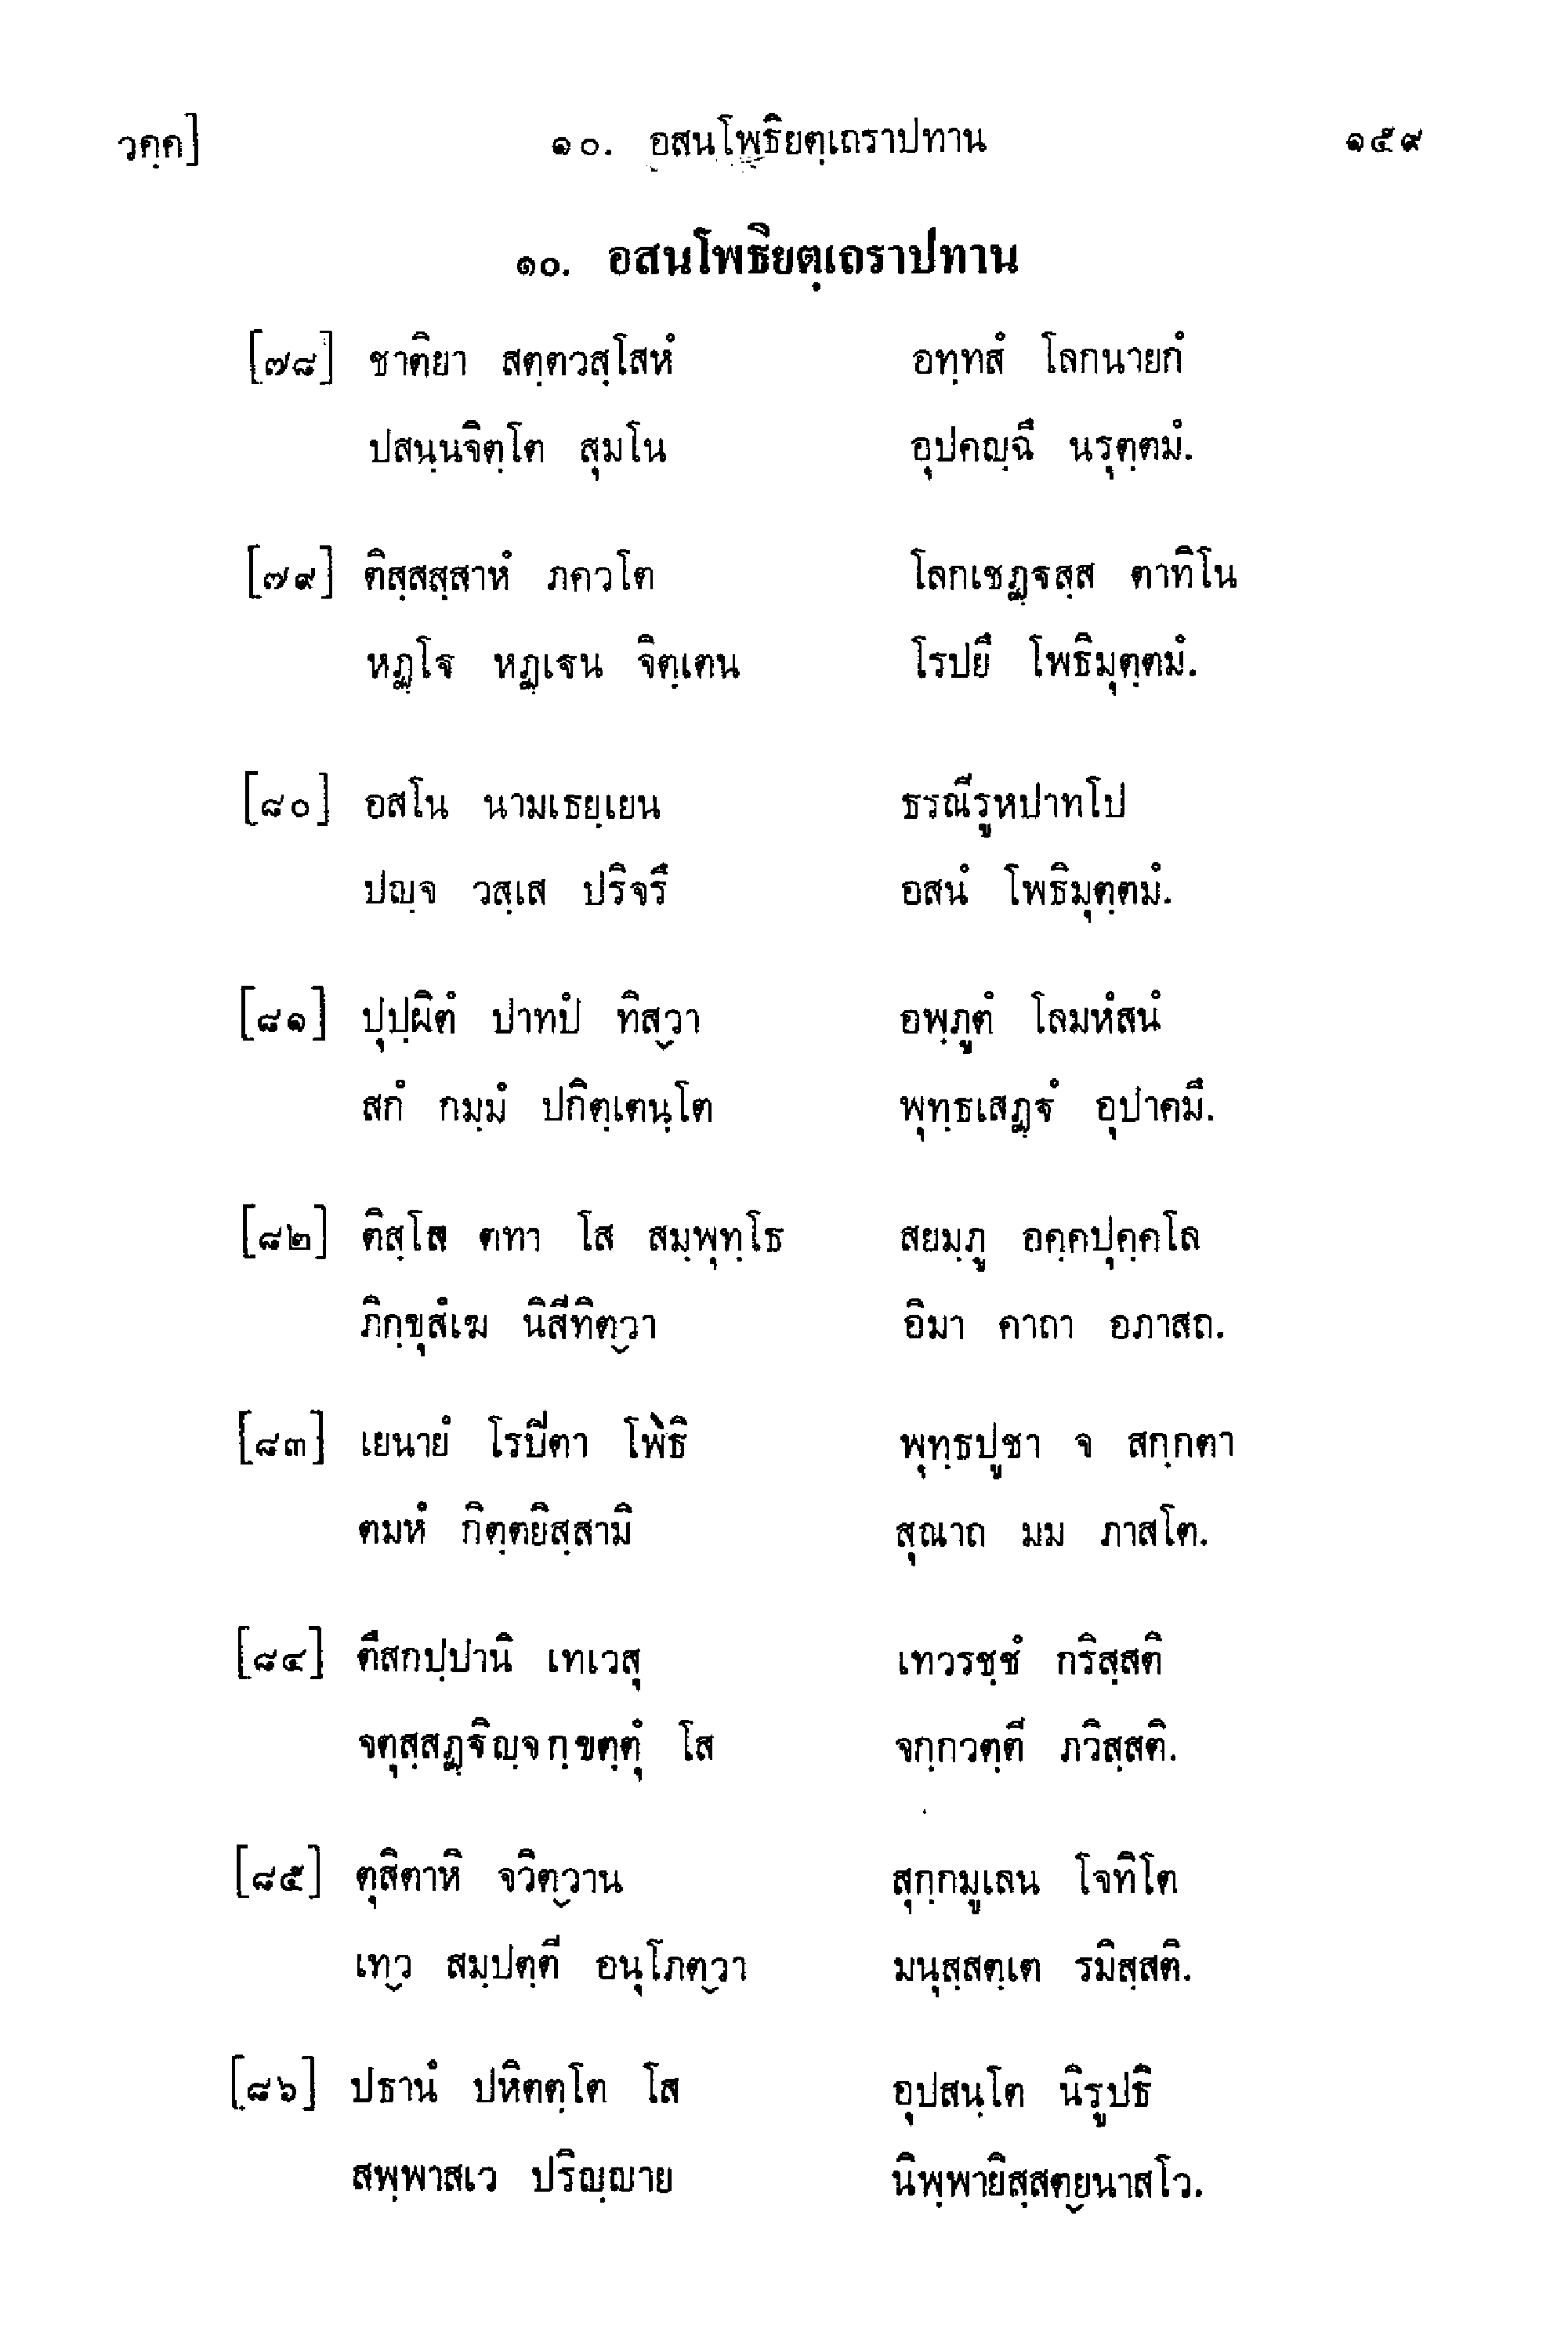 วคฺค] ๑๐. อสนโพธิยตฺเถราปทาน ๑๕๙
๑๐. อสนโพธิยตฺเถราปทาน
[๗๘] ชาติยา สตฺตวสฺโสหํ อทฺทสํ โลกนายกํ
ปสนฺนจิตฺโต สุมโน อุปคญฺฉึ นรุตฺตมํ.
[๗๙] ติสฺสสฺสาหํ ภควโต โลกเชฏฺฐสฺส ตาทิโน
หฏฺโฐ หฏฺเฐน จิตฺเตน โรปยึ โพธิมุตฺตมํ.
[๘๐] อสโน นามเธยฺเยน ธรณีรูหปาทโป
ปญฺจ วสฺเส ปริจรึ อสนํ โพธิมุตฺตมํ.
[๘๑] ปุปฺผิตํ ปาทปํ ทิสฺวา อพฺภูตํ โลมหํสนํ
สกํ กมฺมํ ปกิตฺเตนฺโต พุทฺธเสฏฺฐํ อุปาคมึ.
[๘๒] ติสฺโส ตทา โส สมฺพุทฺโธ สยมฺภู อคฺคปุคฺคโล
ภิกฺขุสํเฆ นิสีทิตฺวา อิมา คาถา อภาสถ.
[๘๓] เยนายํ โรปิตา โพธิ พุทฺธปูชา จ สกฺกตา
ตมหํ กิตฺตยิสฺสามิ สุณาถ มม ภาสโต.
[๘๔] ตึสกปฺปานิ เทเวสุ เทวรชฺชํ กริสฺสติ
จตุสฺสฏฺฐิญฺจกฺขตฺตุํ โส จกฺกวตฺตี ภวิสฺสติ.
[๘๕] ตุสิตาหิ จวิตฺวาน สุกฺกมูเลน โจทิโต
เทฺว สมฺปตฺตี อนุโภตฺวา มนุสฺสตฺเต รมิสฺสติ.
[๘๖] ปธานํ ปหิตตฺโต โส อุปสนฺโต นิรูปธิ
สพฺพาสเว ปริญฺญาย นิพฺพายิสฺสตฺยนาสโว.